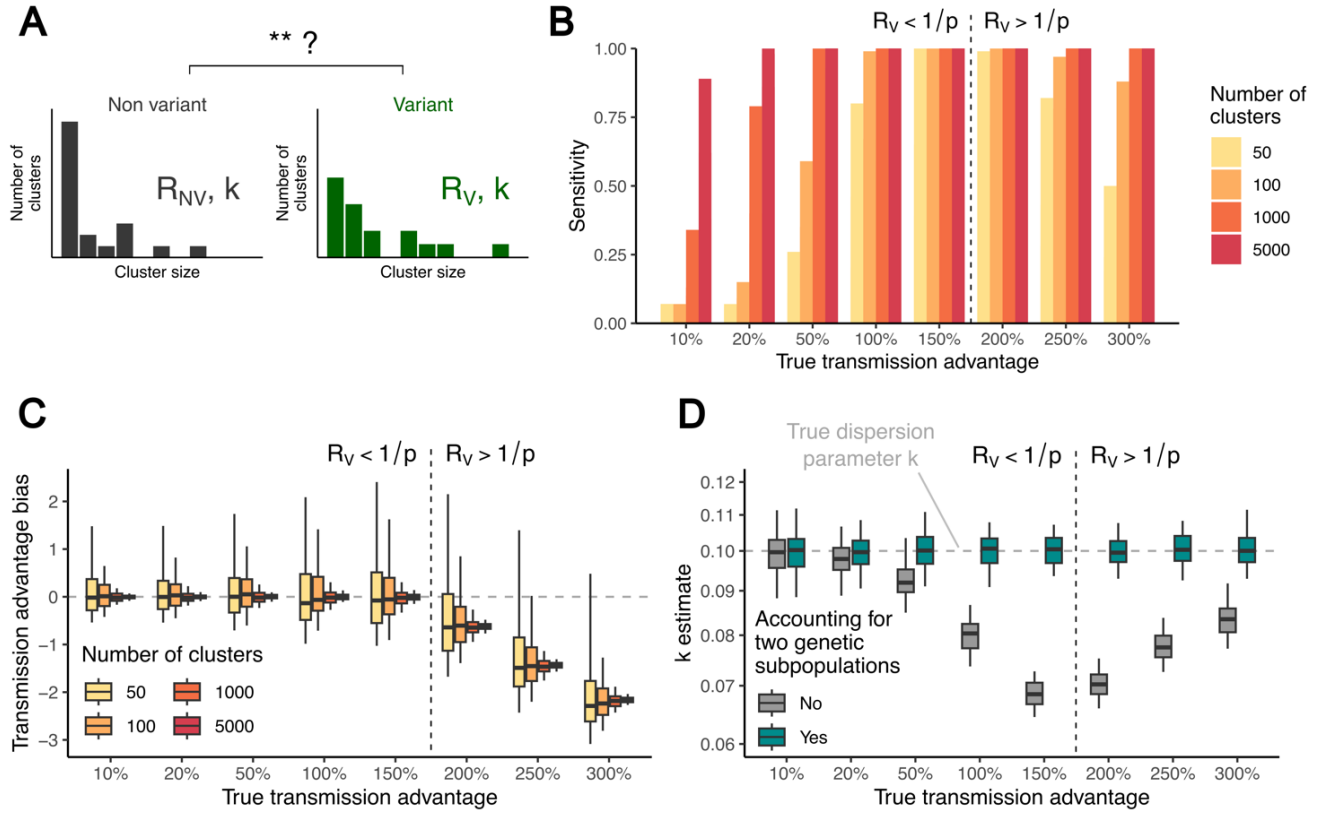 A
** ?
Non variant
Variant
Number of
clusters
R_NV, k
Cluster size
Number of
clusters
R_V, k
Cluster size
B
R_V < 1/p
R_V > 1/p
Sensitivity
1.00
0.75
0.50
0.25
0.00
10% 20% 50% 100% 150% 200% 250% 300%
True transmission advantage
Number of
clusters
50
100
1000
5000
C
R_V < 1/p
R_V > 1/p
Transmission advantage bias
2
1
0
−1
−2
−3
Number of clusters
50 1000
100 5000
10% 20% 50% 100% 150% 200% 250% 300%
True transmission advantage
D
True dispersion
parameter k
R_V < 1/p
R_V > 1/p
k estimate
0.12
0.11
0.10
0.09
0.08
0.07
0.06
Accounting for
two genetic
subpopulations
No
Yes
10% 20% 50% 100% 150% 200% 250% 300%
True transmission advantage